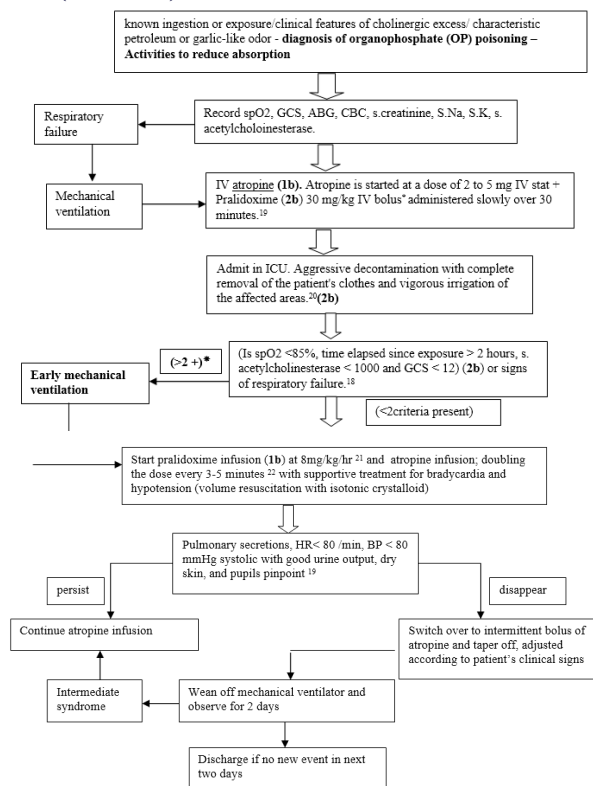 known ingestion or exposure/clinical features of cholinergic excess/ characteristic
petroleum or garlic-like odor - diagnosis of organophosphate (OP) poisoning –
Activities to reduce absorption
Respiratory
failure
Record spO2, GCS, ABG, CBC, s.creatinine, S.Na, S.K, s.
acetylcholoinesterase.
Mechanical
ventilation
IV atropine (1b). Atropine is started at a dose of 2 to 5 mg IV stat +
Pralidoxime (2b) 30 mg/kg IV bolus* administered slowly over 30
minutes.19
Admit in ICU. Aggressive decontamination with complete
removal of the patient's clothes and vigorous irrigation of
the affected areas.20(2b)
(>2 +)*
Early mechanical
ventilation
(Is spO2 <85%, time elapsed since exposure > 2 hours, s.
acetylcholinesterase < 1000 and GCS < 12) (2b) or signs
of respiratory failure.18
(<2criteria present)
Start pralidoxime infusion (1b) at 8mg/kg/hr 21 and atropine infusion; doubling
the dose every 3-5 minutes 22 with supportive treatment for bradycardia and
hypotension (volume resuscitation with isotonic crystalloid)
Pulmonary secretions, HR< 80 /min, BP < 80
mmHg systolic with good urine output, dry
skin, and pupils pinpoint 19
persist
disappear
Continue atropine infusion
Switch over to intermittent bolus of
atropine and taper off, adjusted
according to patient's clinical signs
Intermediate
syndrome
Wean off mechanical ventilator and
observe for 2 days
Discharge if no new event in next
two days